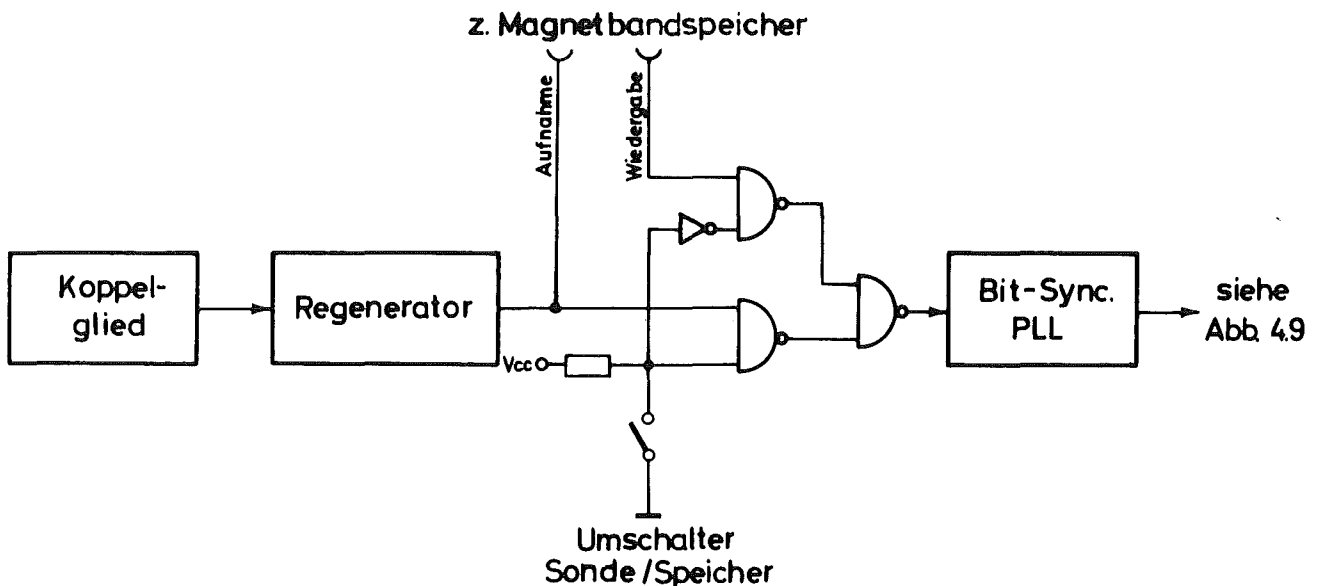 z. Magnetbandspeicher
Aufnahme
Wiedergabe
Koppel-
glied
Regenerator
Vcc
Bit-Sync.
PLL
siehe
Abb. 4.9
Umschalter
Sonde/Speicher